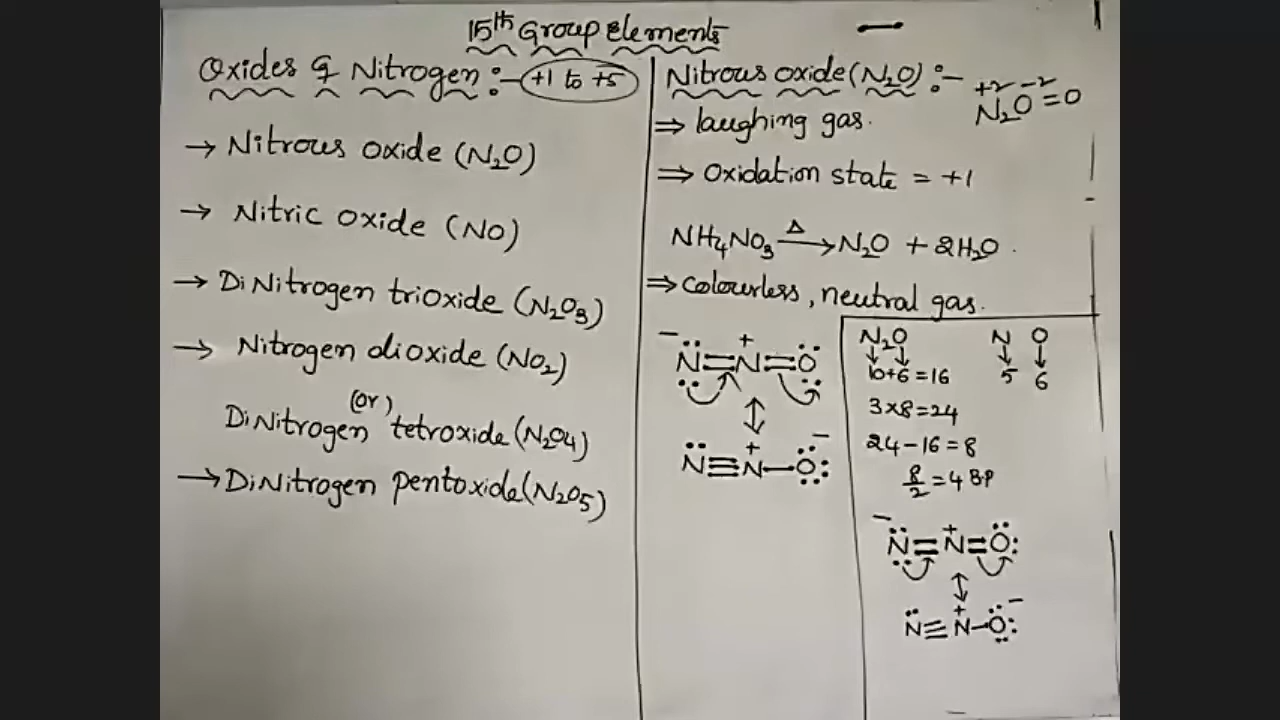 15th Group elements
Oxides of Nitrogen :- +1 to +5
→ Nitrous oxide (N₂O)
→ Nitric oxide (NO)
→ DiNitrogen trioxide (N₂O₃)
→ Nitrogen dioxide (NO₂)
(or)
DiNitrogen tetroxide (N₂O₄)
→ DiNitrogen pentoxide (N₂O₅)
Nitrous oxide (N₂O) :-
+2 -2
N₂O = 0
⇒ laughing gas.
⇒ Oxidation state = +1
NH₄NO₃ —Δ→ N₂O + 2H₂O.
⇒ Colourless, neutral gas.
− +
N = N = O
↕
+ −
N ≡ N — O
N₂O N O
↓ ↓ ↓ ↓
10+6 = 16 5 6
3 x 8 = 24
24 - 16 = 8
8/2 = 4 BP
− +
N = N = O
↕
+ −
N ≡ N — O